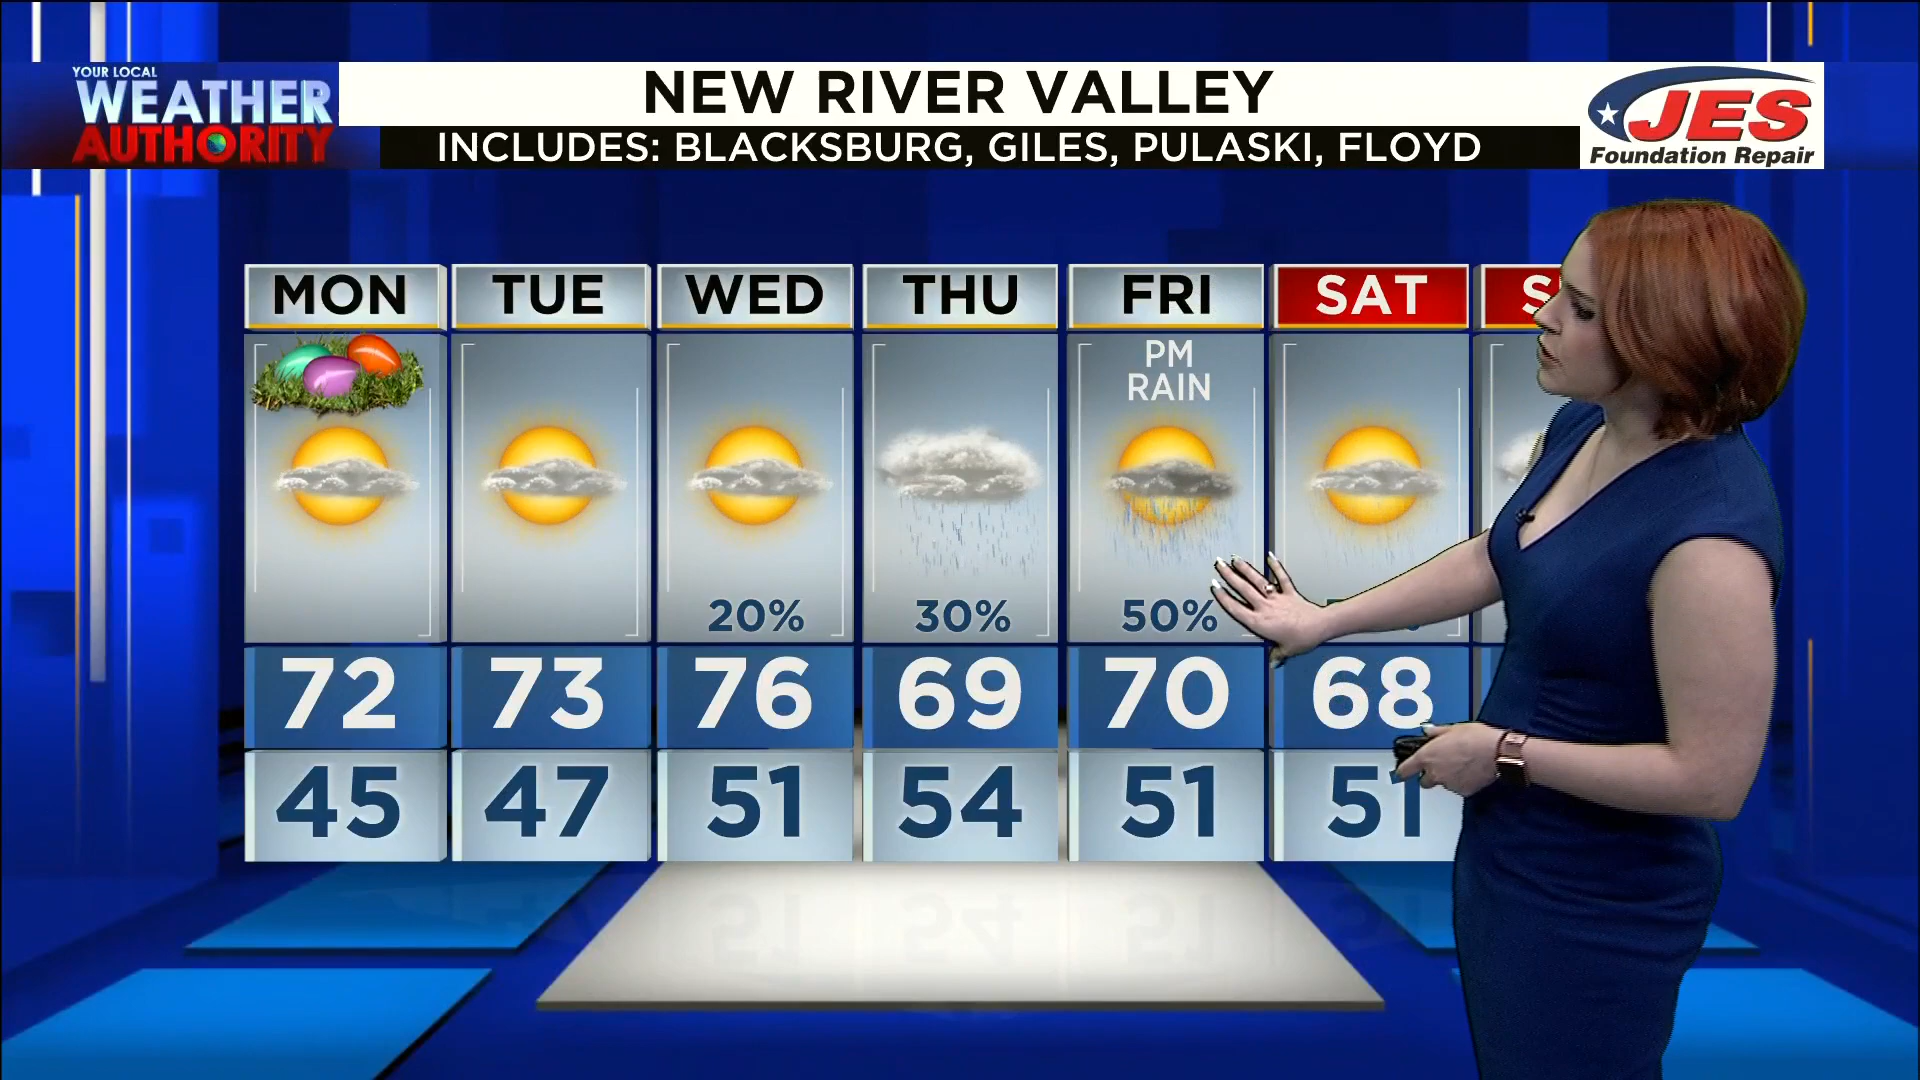 YOUR LOCAL
WEATHER
AUTHORITY
NEW RIVER VALLEY
INCLUDES: BLACKSBURG, GILES, PULASKI, FLOYD
JES
Foundation Repair
MON TUE WED THU FRI SAT
PM
RAIN
20% 30% 50%
72 73 76 69 70 68
45 47 51 54 51 51